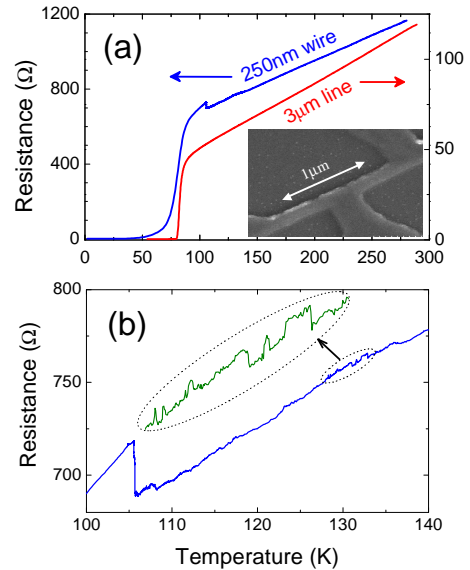 (a)
Resistance (Ω)
1200
800
400
0
250nm wire
3μm line
1μm
100
50
0
0 50 100 150 200 250 300
(b)
Resistance (Ω)
800
750
700
100 110 120 130 140
Temperature (K)